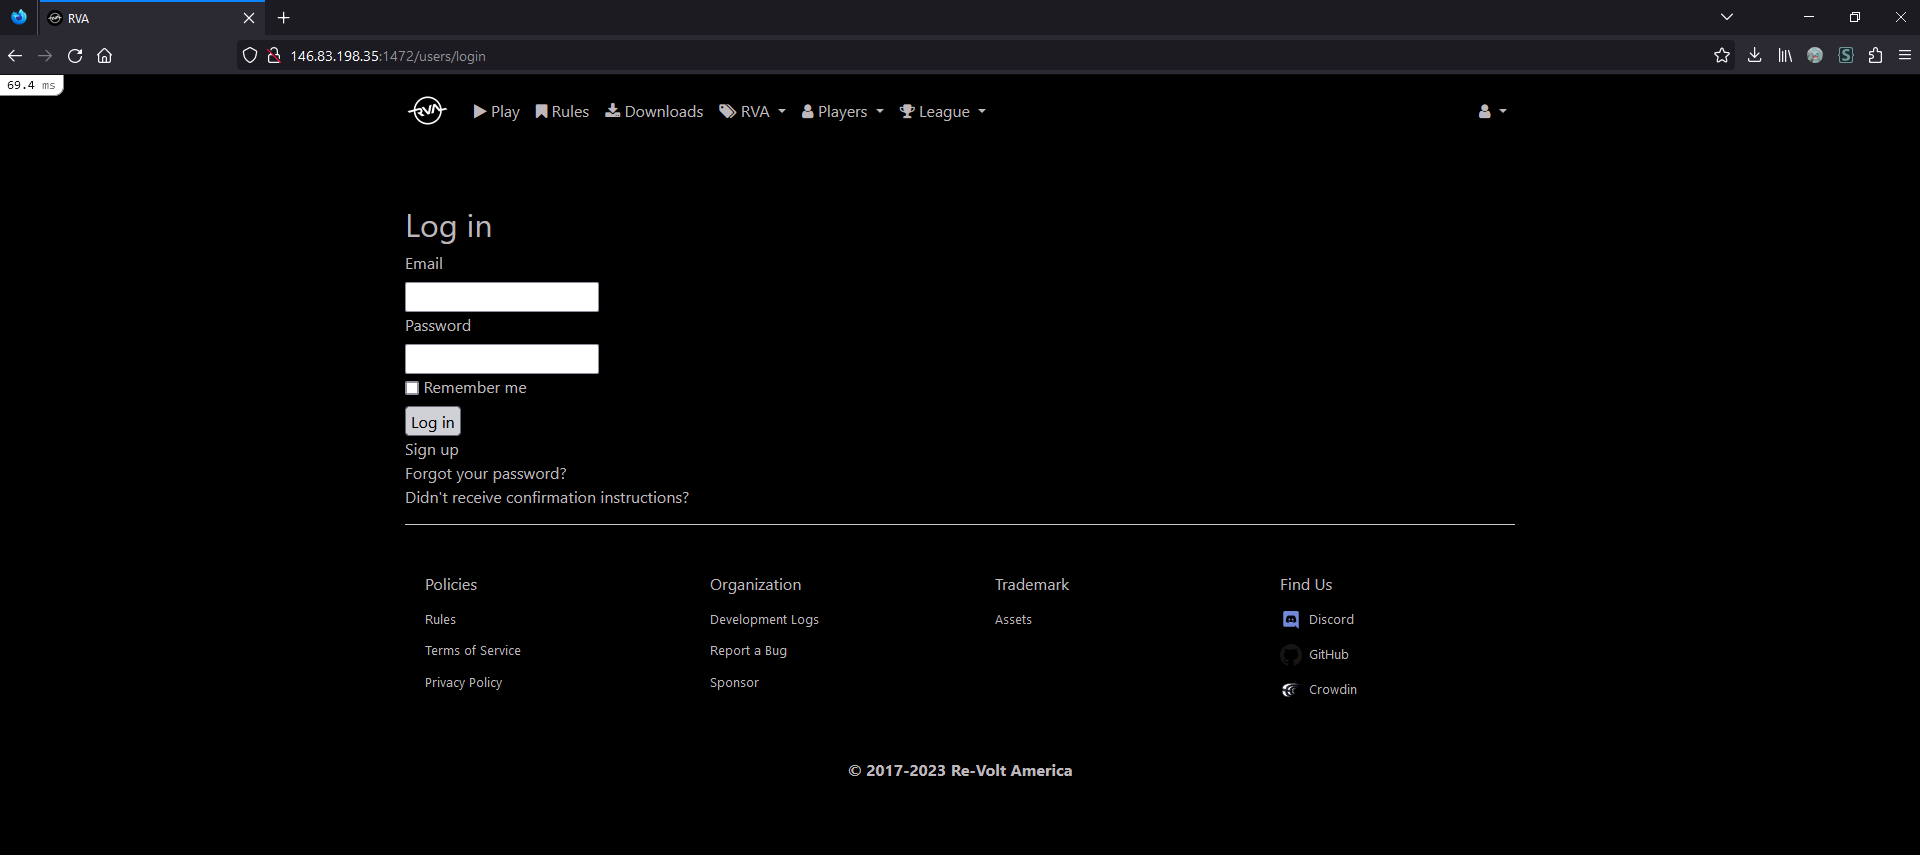 RVA
146.83.198.35:1472/users/login
69.4 ms
RVA Play Rules Downloads RVA Players League
Log in
Email
Password
Remember me
Log in
Sign up
Forgot your password?
Didn't receive confirmation instructions?
Policies Organization Trademark Find Us
Rules Development Logs Assets Discord
Terms of Service Report a Bug GitHub
Privacy Policy Sponsor Crowdin
© 2017-2023 Re-Volt America